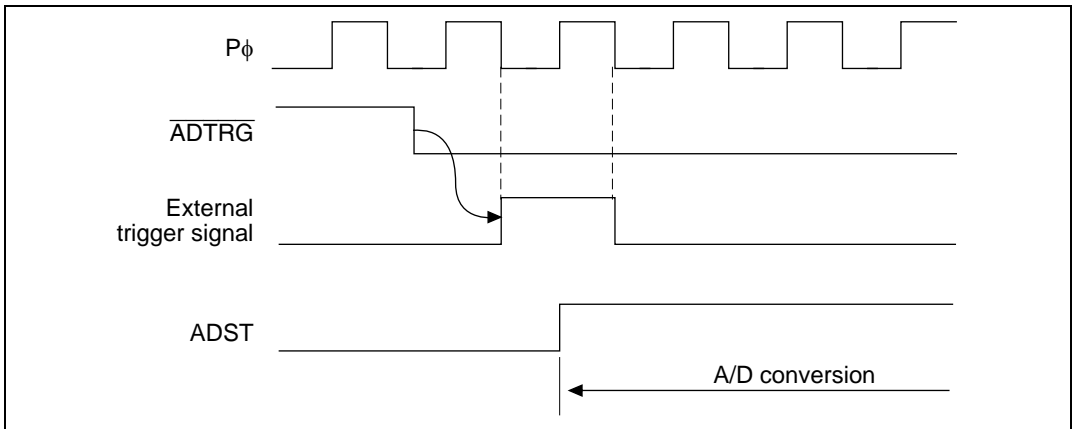 Pϕ
ADTRG
External
trigger signal
ADST
A/D conversion